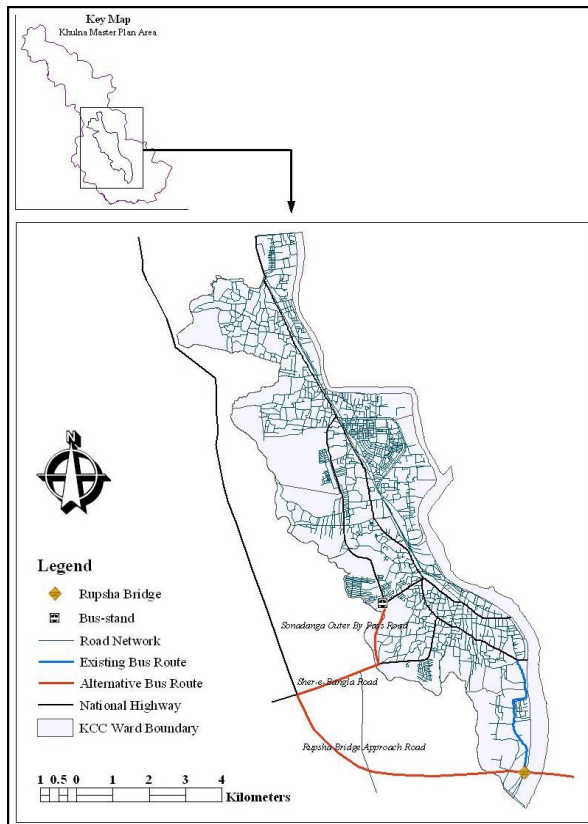 Key Map
Khulna Master Plan Area
Sonadanga Outer By Pass Road
Sher-e-Bangla Road
Rupsha Bridge Approach Road
N
Legend
Rupsha Bridge
Bus-stand
Road Network
Existing Bus Route
Alternative Bus Route
National Highway
KCC Ward Boundary
1 0.5 0 1 2 3 4
Kilometers